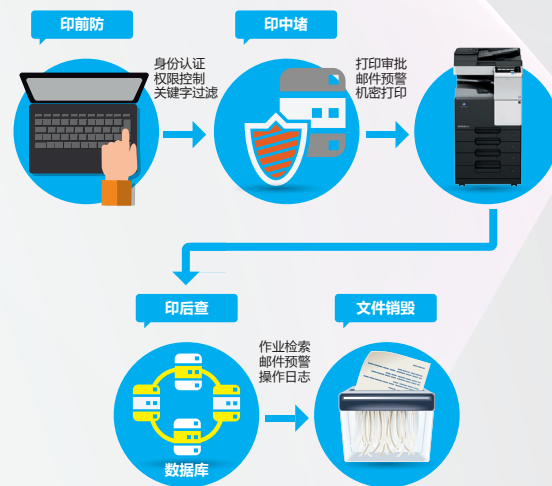 印前防
印中堵
身份认证
权限控制
关键字过滤
打印审批
邮件预警
机密打印
印后查
文件销毁
作业检索
邮件预警
操作日志
数据库